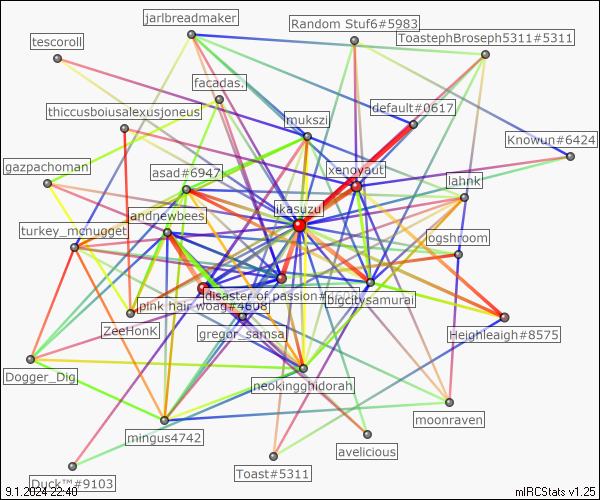 jarlbreadmaker
Random Stuf6#5983
ToastephBroseph5311#5311
tescoroll
facadas.
thiccusboiusalexusjoneus
default#0617
mukszi
Knowun#6424
gazpachoman
asad#6947
xenoyaut
lahnk
ikasuzu
jandnewbees
turkey_mcnugget
ogshroom
disaster of passion#
bigcitysamurai
pink hair woag#4608
ZeeHonK
gregor_samsa
Heighleaigh#8575
Dogger_Dig
neokingghidorah
moonraven
mingus4742
avelicious
Toast#5311
Duck™#9103
9.1.2024 22:40
mIRCStats v1.25